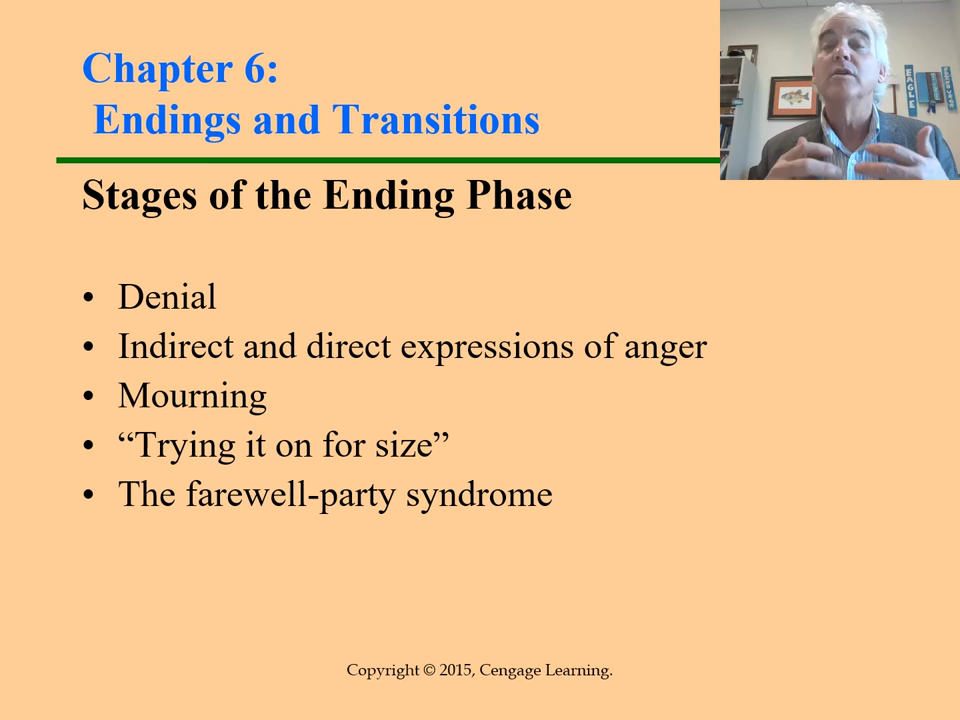 Chapter 6:
Endings and Transitions
Stages of the Ending Phase
• Denial
• Indirect and direct expressions of anger
• Mourning
• “Trying it on for size”
• The farewell-party syndrome
Copyright © 2015, Cengage Learning.
EAGLE